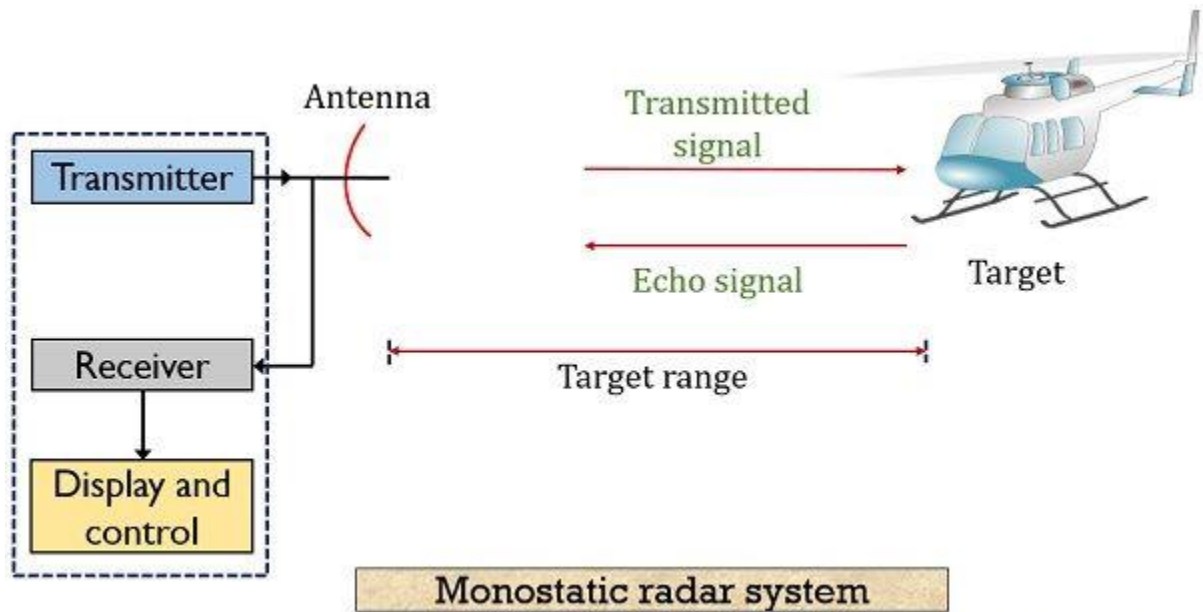 Antenna
Transmitted
signal
Transmitter
Echo signal
Target
Receiver
Target range
Display and
control
Monostatic radar system